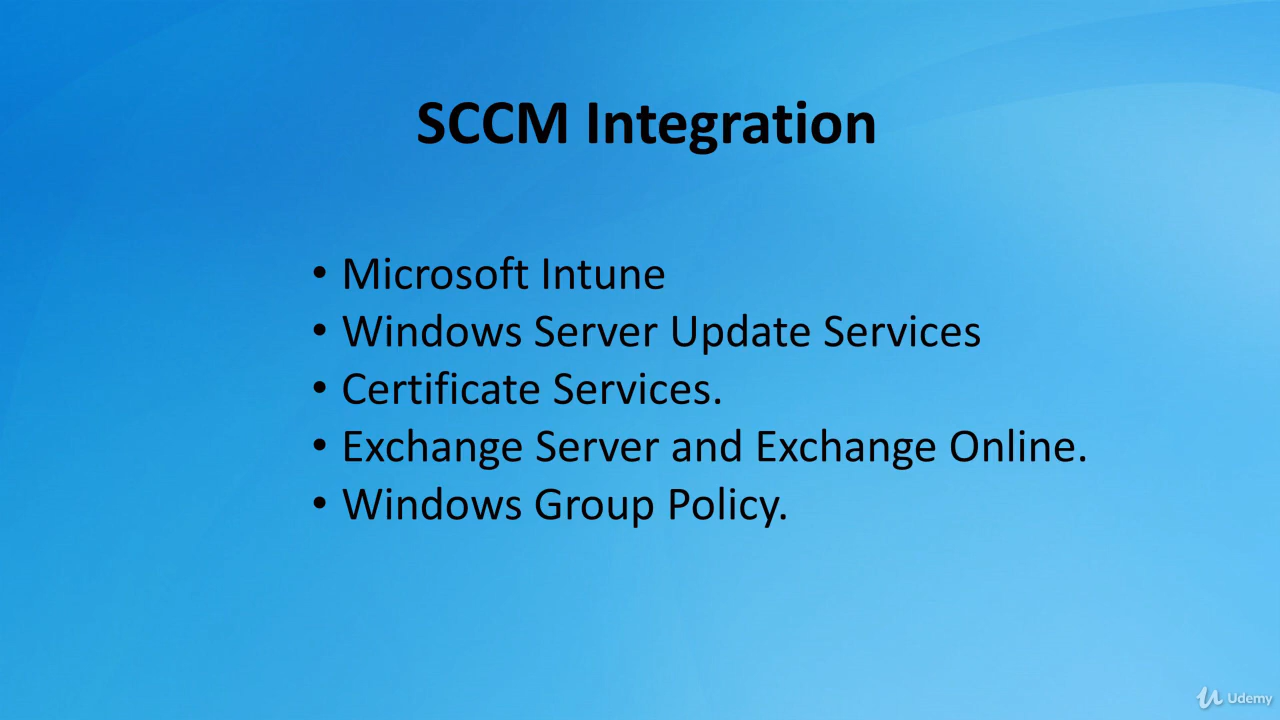 SCCM Integration
• Microsoft Intune
• Windows Server Update Services
• Certificate Services.
• Exchange Server and Exchange Online.
• Windows Group Policy.
Udemy